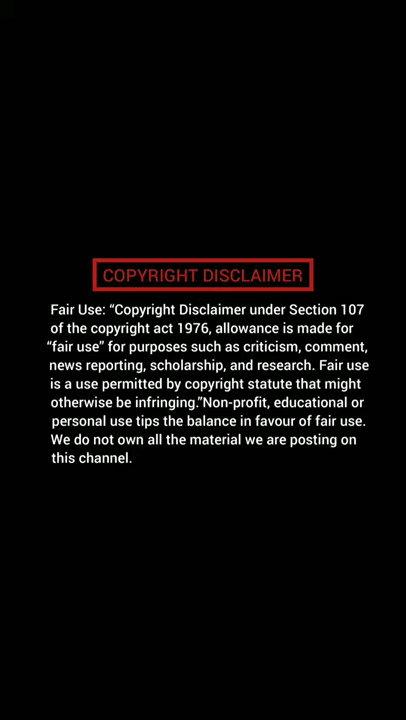 COPYRIGHT DISCLAIMER
Fair Use: “Copyright Disclaimer under Section 107
of the copyright act 1976, allowance is made for
“fair use” for purposes such as criticism, comment,
news reporting, scholarship, and research. Fair use
is a use permitted by copyright statute that might
otherwise be infringing.”Non-profit, educational or
personal use tips the balance in favour of fair use.
We do not own all the material we are posting on
this channel.